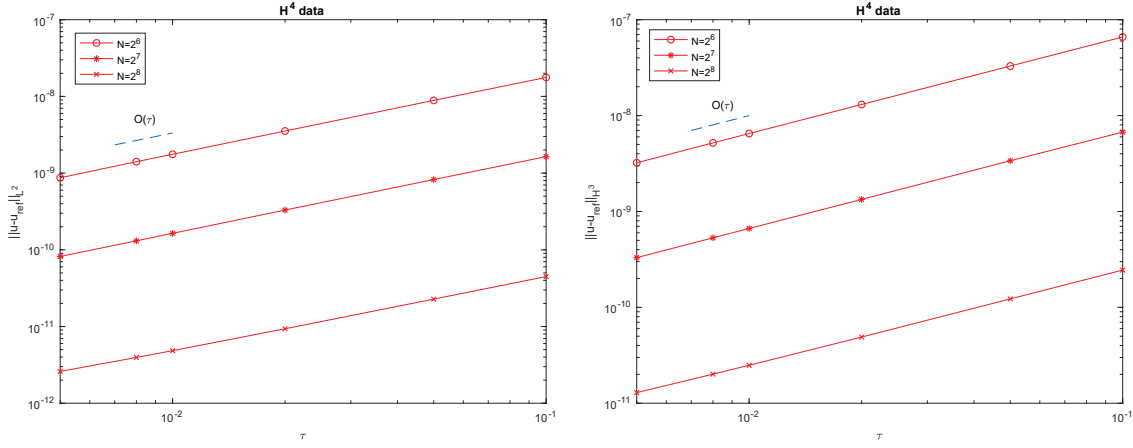 H⁴ data
N=2⁶
N=2⁷
N=2⁸
O(τ)
||u-u_ref||_L²
10⁻⁷
10⁻⁸
10⁻⁹
10⁻¹⁰
10⁻¹¹
10⁻¹²
10⁻²
10⁻¹
τ
H⁴ data
N=2⁶
N=2⁷
N=2⁸
O(τ)
||u-u_ref||_H³
10⁻⁷
10⁻⁸
10⁻⁹
10⁻¹⁰
10⁻¹¹
10⁻²
10⁻¹
τ